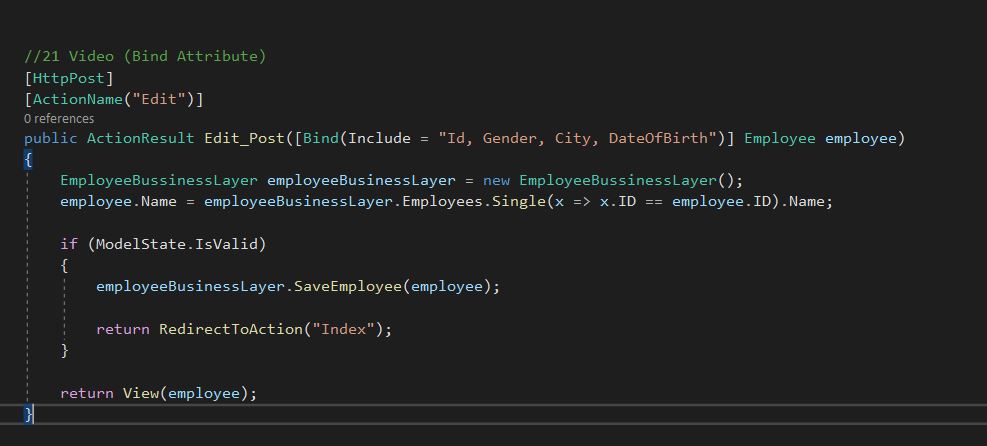 //21 Video (Bind Attribute)
[HttpPost]
[ActionName("Edit")]
0 references
public ActionResult Edit_Post([Bind(Include = "Id, Gender, City, DateOfBirth")] Employee employee)
{
EmployeeBussinessLayer employeeBusinessLayer = new EmployeeBussinessLayer();
employee.Name = employeeBusinessLayer.Employees.Single(x => x.ID == employee.ID).Name;
if (ModelState.IsValid)
{
employeeBusinessLayer.SaveEmployee(employee);
return RedirectToAction("Index");
}
return View(employee);
}